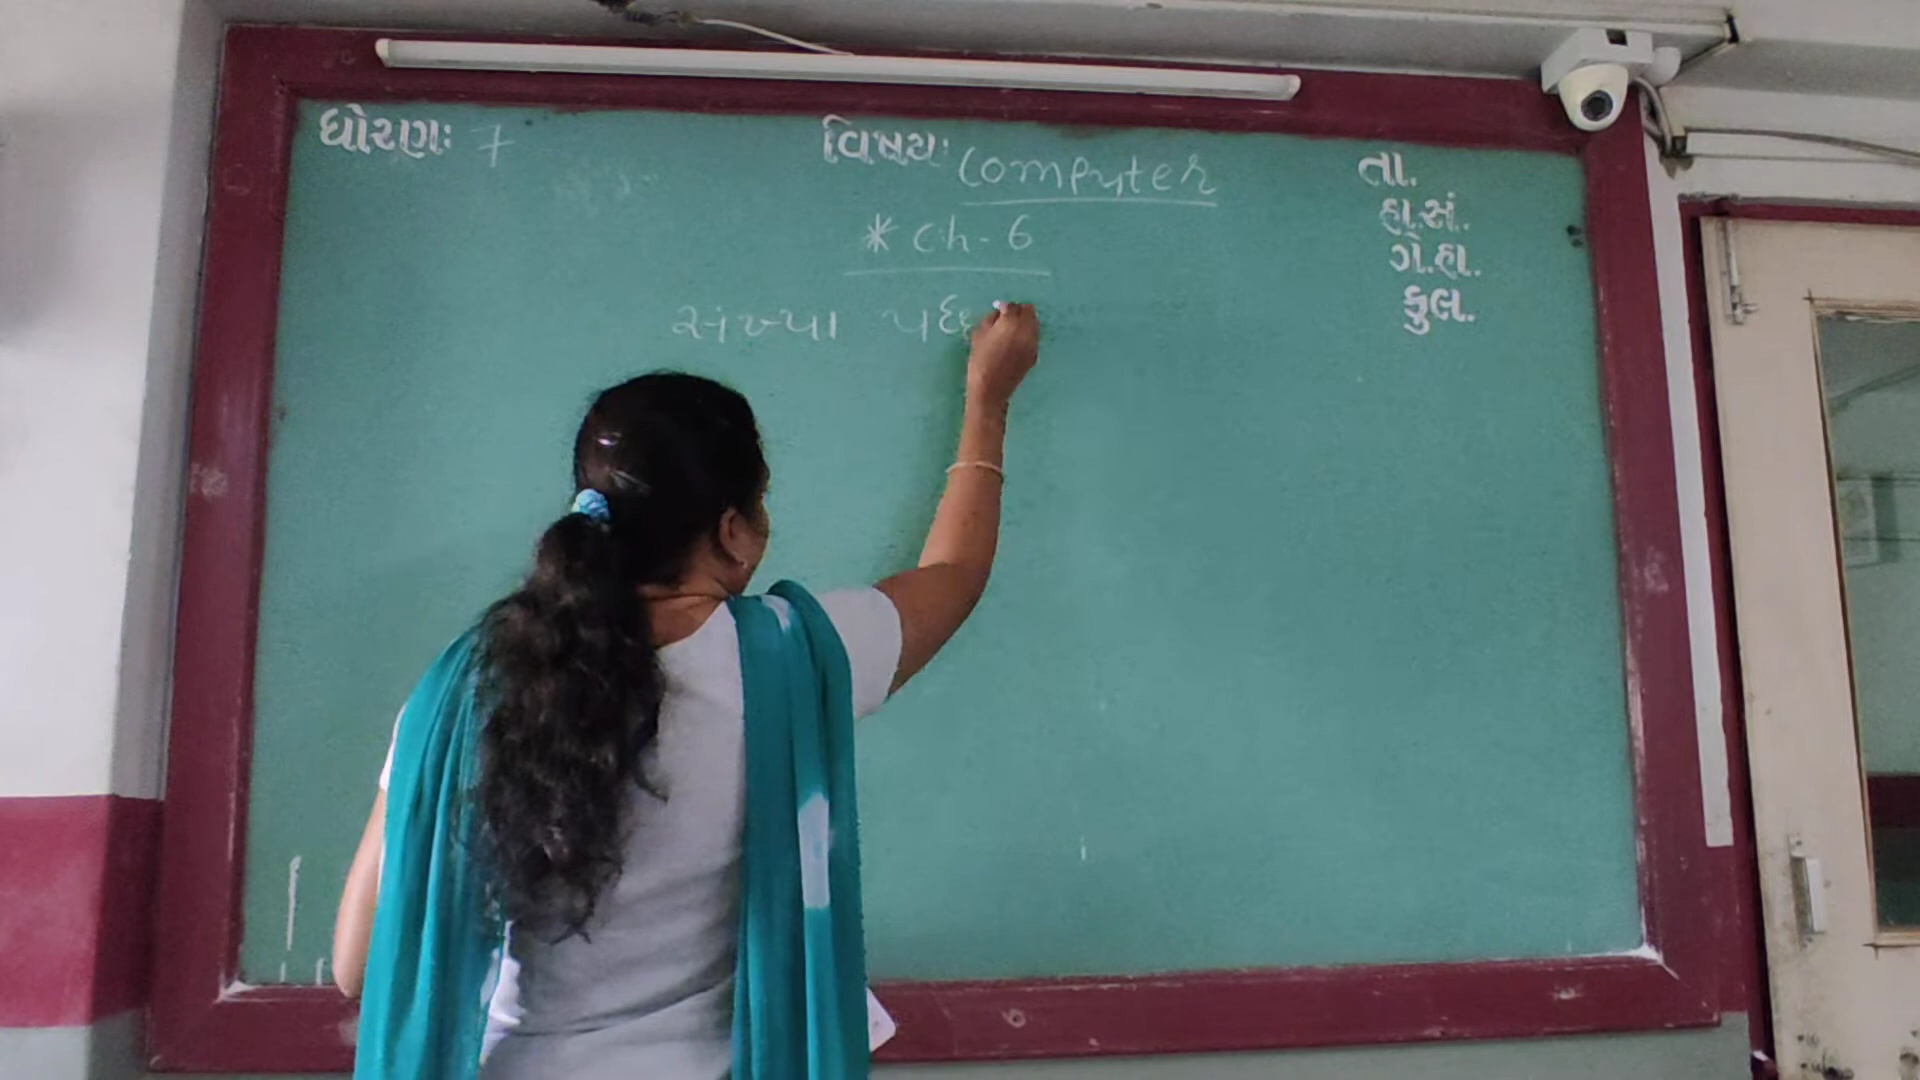 ધોરણ: 7
વિષય: Computer
* Ch-6
સંખ્યા
તા.
હા.સં.
ગે.હા.
કુલ.